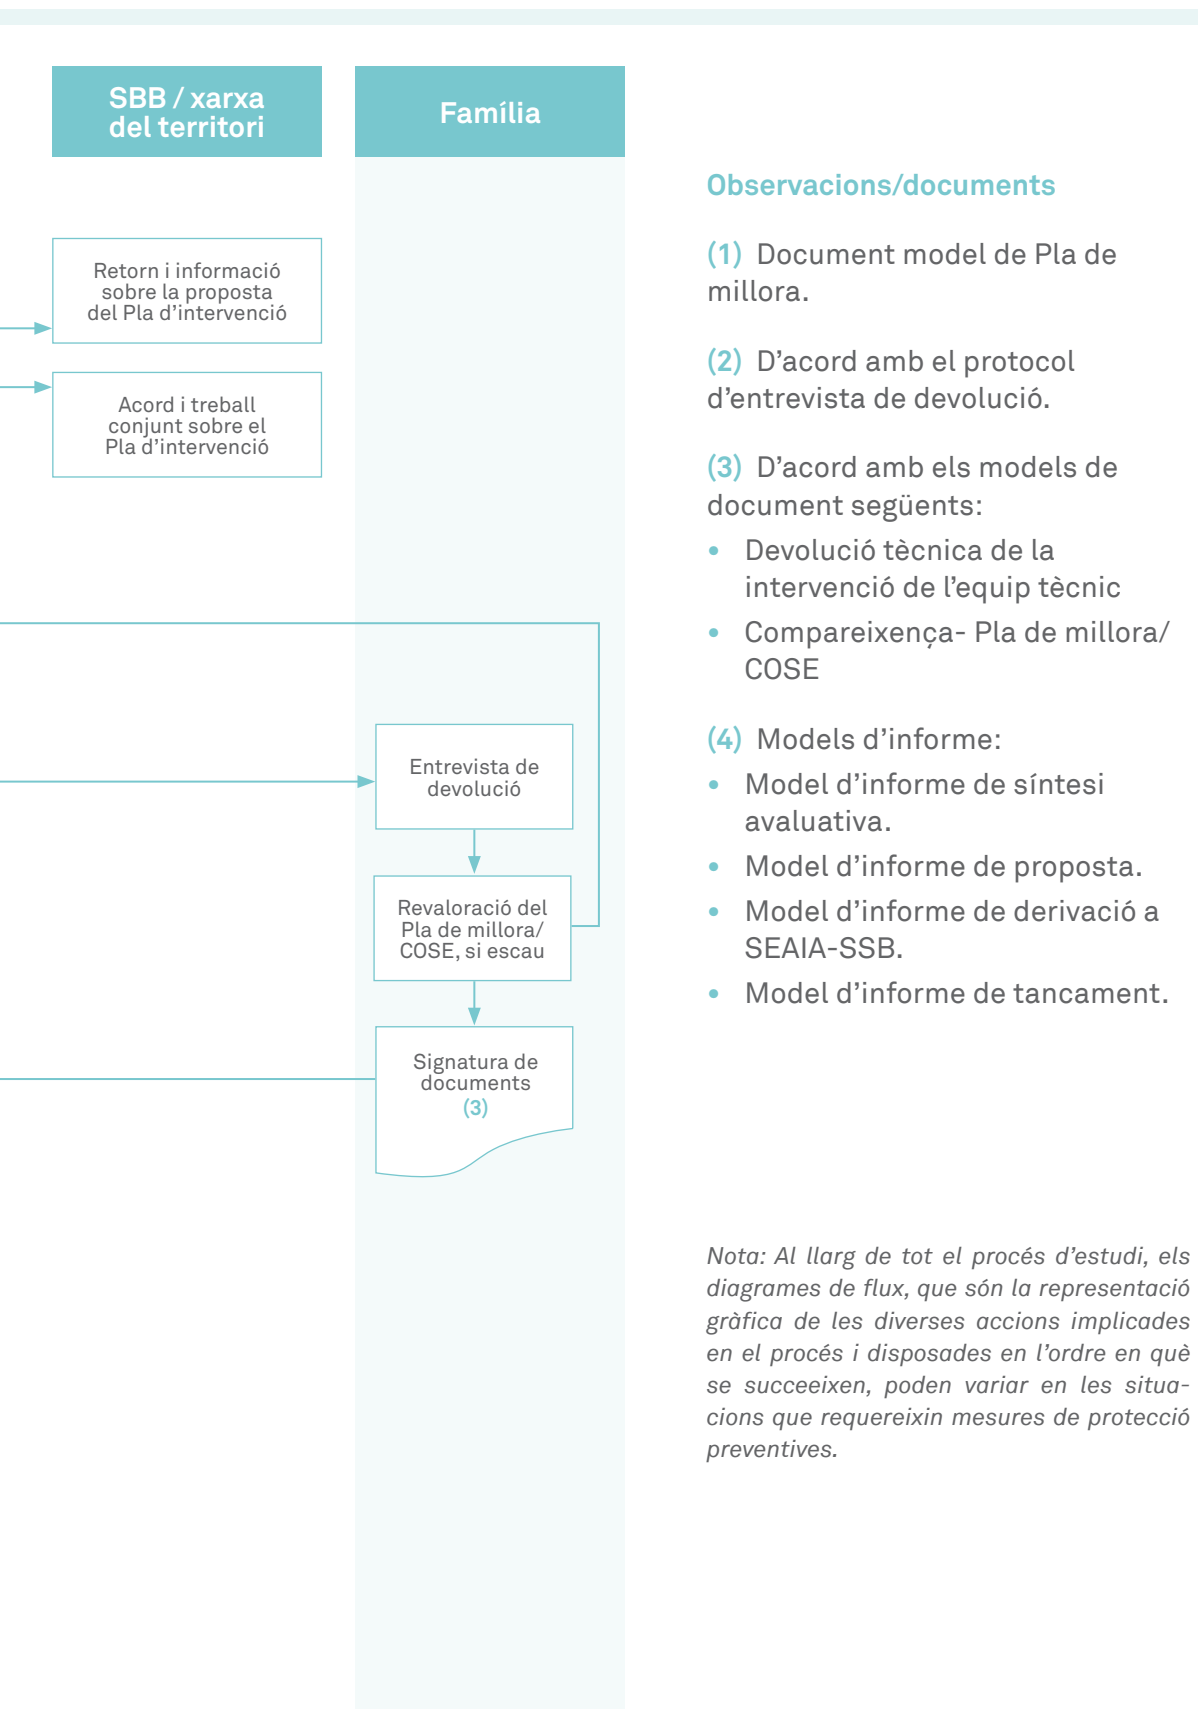 SBB / xarxa
del territori
Família
Retorn i informació
sobre la proposta
del Pla d’intervenció
Acord i treball
conjunt sobre el
Pla d’intervenció
Entrevista de
devolució
Revaloració del
Pla de millora/
COSE, si escau
Signatura de
documents
(3)
Observacions/documents
(1) Document model de Pla de
millora.
(2) D’acord amb el protocol
d’entrevista de devolució.
(3) D’acord amb els models de
document següents:
• Devolució tècnica de la
intervenció de l’equip tècnic
• Compareixença- Pla de millora/
COSE
(4) Models d’informe:
• Model d’informe de síntesi
avaluativa.
• Model d’informe de proposta.
• Model d’informe de derivació a
SEAIA-SSB.
• Model d’informe de tancament.
Nota: Al llarg de tot el procés d’estudi, els
diagrames de flux, que són la representació
gràfica de les diverses accions implicades
en el procés i disposades en l’ordre en què
se succeeixen, poden variar en les situa-
cions que requereixin mesures de protecció
preventives.